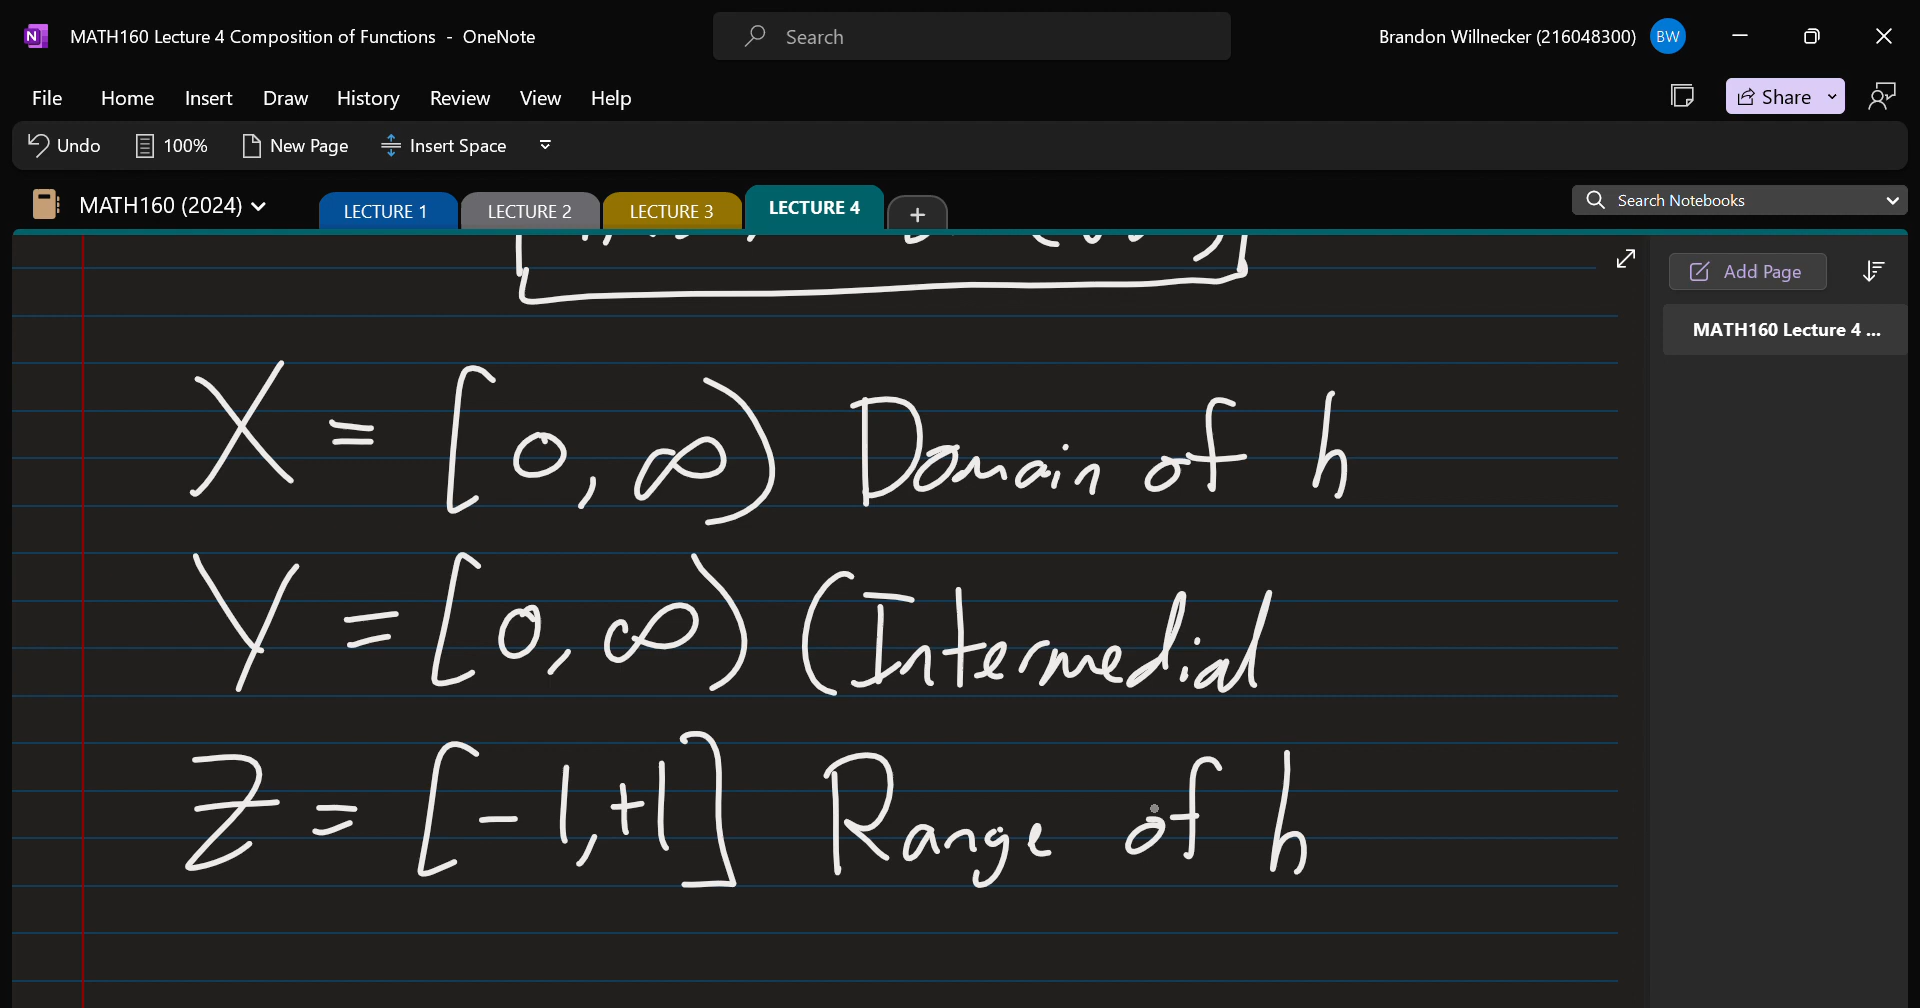 MATH160 Lecture 4 Composition of Functions - OneNote
Search
Brandon Willnecker (216048300) BW
File Home Insert Draw History Review View Help
Share
Undo 100% New Page Insert Space
MATH160 (2024) LECTURE 1 LECTURE 2 LECTURE 3 LECTURE 4 +
Search Notebooks
Add Page
MATH160 Lecture 4 ...
X = [0, ∞) Domain of h
Y = [0, ∞) (Intermedial
Z = [-1, +1] Range of h